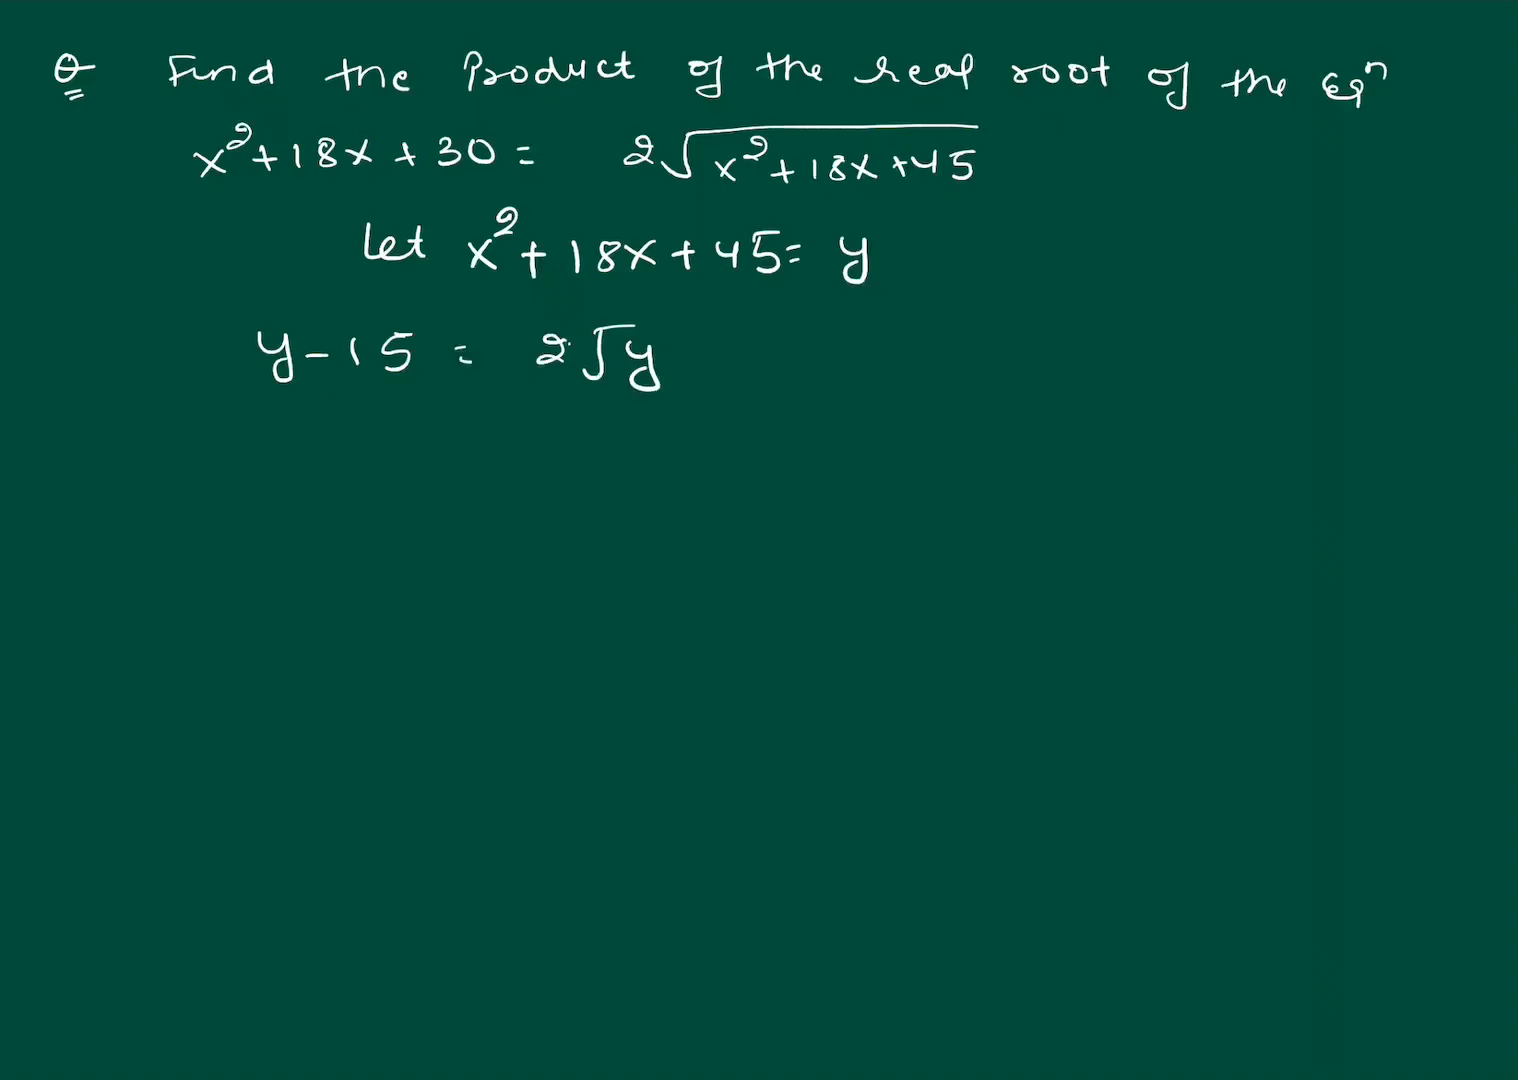 Q Find the Product of the real root of the Eqⁿ
x² + 18x + 30 = 2√(x² + 18x + 45)
Let x² + 18x + 45 = y
y - 15 = 2√y